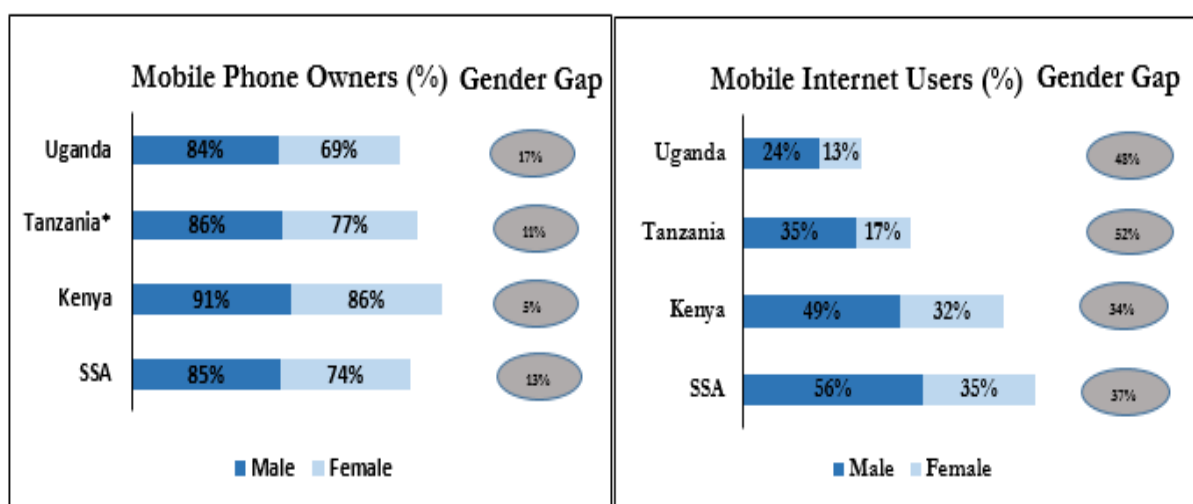 Mobile Phone Owners (%) Gender Gap
Uganda 84% 69% 17%
Tanzania* 86% 77% 11%
Kenya 91% 86% 5%
SSA 85% 74% 13%
Male Female
Mobile Internet Users (%) Gender Gap
Uganda 24% 13% 48%
Tanzania 35% 17% 52%
Kenya 49% 32% 34%
SSA 56% 35% 37%
Male Female